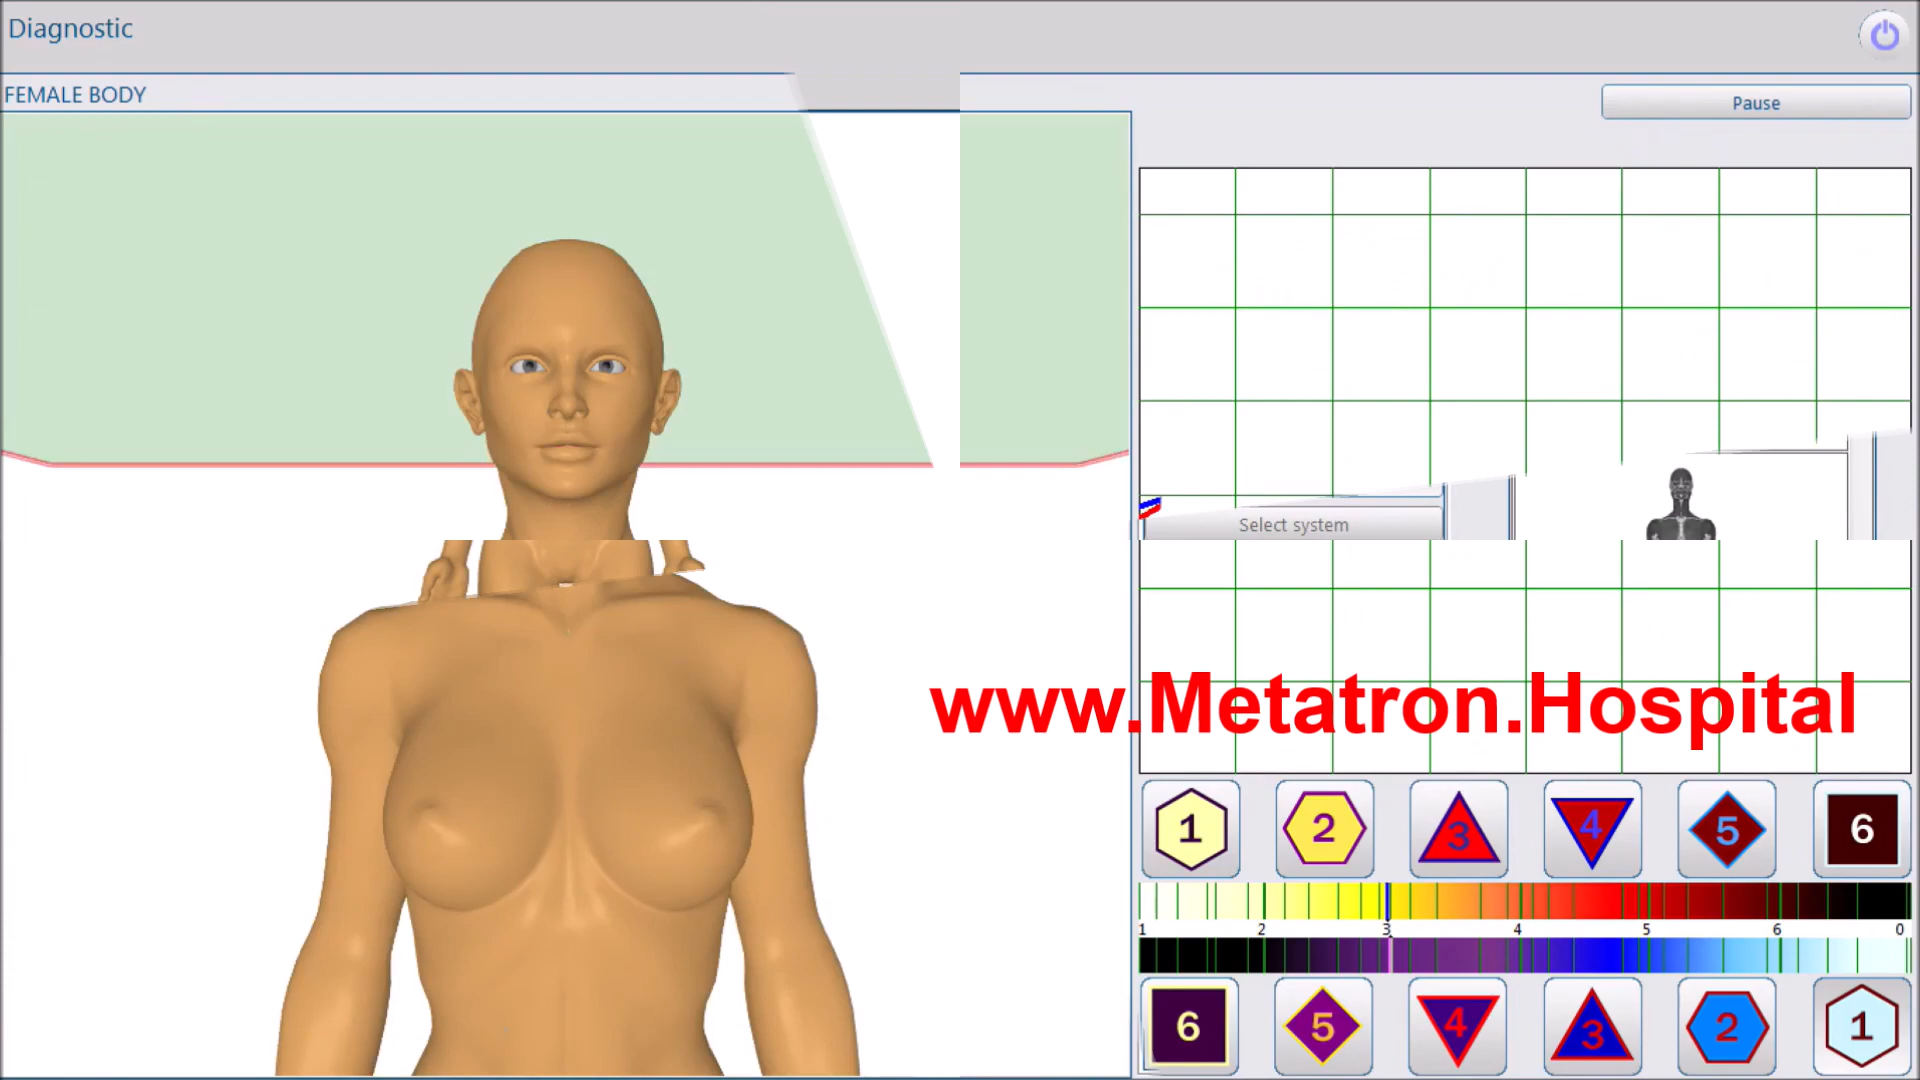 Diagnostic
FEMALE BODY
Pause
Select system
www.Metatron.Hospital
1 2 3 4 5 6
1 2 3 4 5 6 0
6 5 4 3 2 1